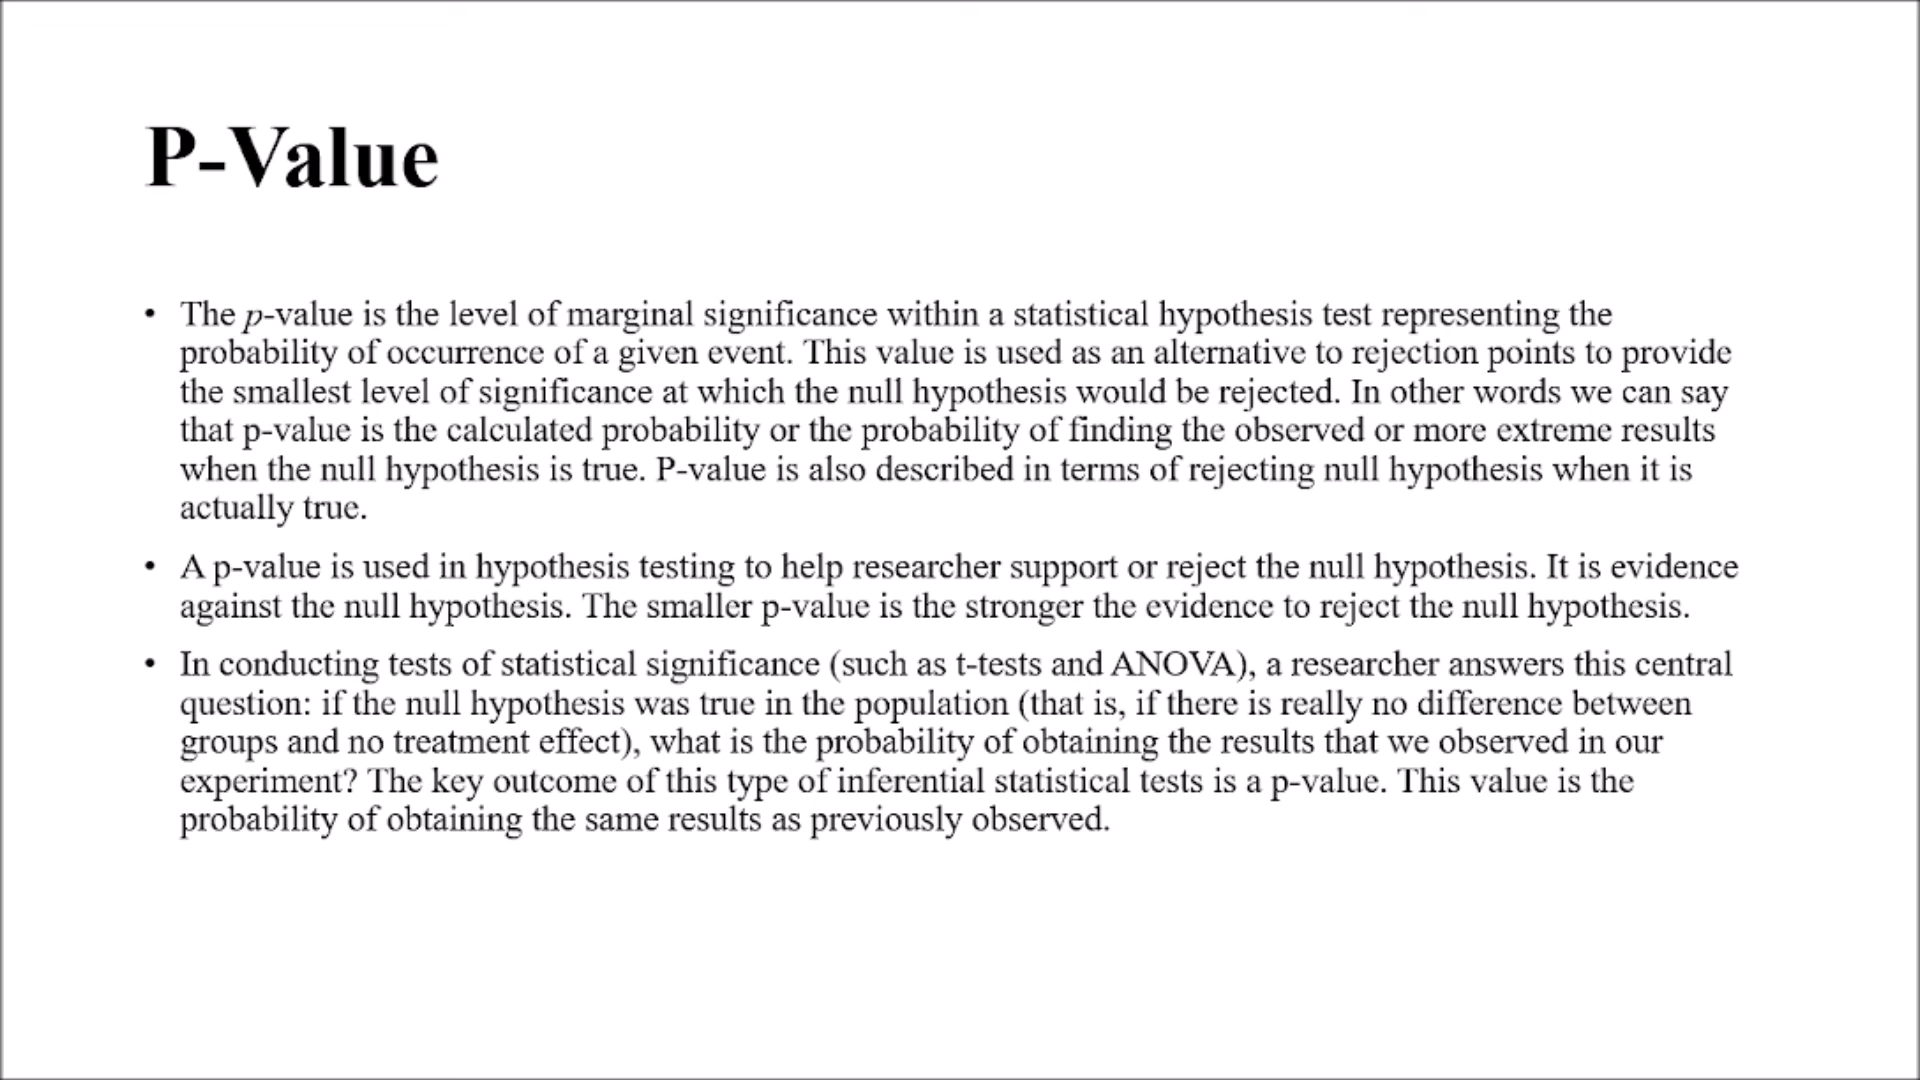 P-Value
• The p-value is the level of marginal significance within a statistical hypothesis test representing the
probability of occurrence of a given event. This value is used as an alternative to rejection points to provide
the smallest level of significance at which the null hypothesis would be rejected. In other words we can say
that p-value is the calculated probability or the probability of finding the observed or more extreme results
when the null hypothesis is true. P-value is also described in terms of rejecting null hypothesis when it is
actually true.
• A p-value is used in hypothesis testing to help researcher support or reject the null hypothesis. It is evidence
against the null hypothesis. The smaller p-value is the stronger the evidence to reject the null hypothesis.
• In conducting tests of statistical significance (such as t-tests and ANOVA), a researcher answers this central
question: if the null hypothesis was true in the population (that is, if there is really no difference between
groups and no treatment effect), what is the probability of obtaining the results that we observed in our
experiment? The key outcome of this type of inferential statistical tests is a p-value. This value is the
probability of obtaining the same results as previously observed.